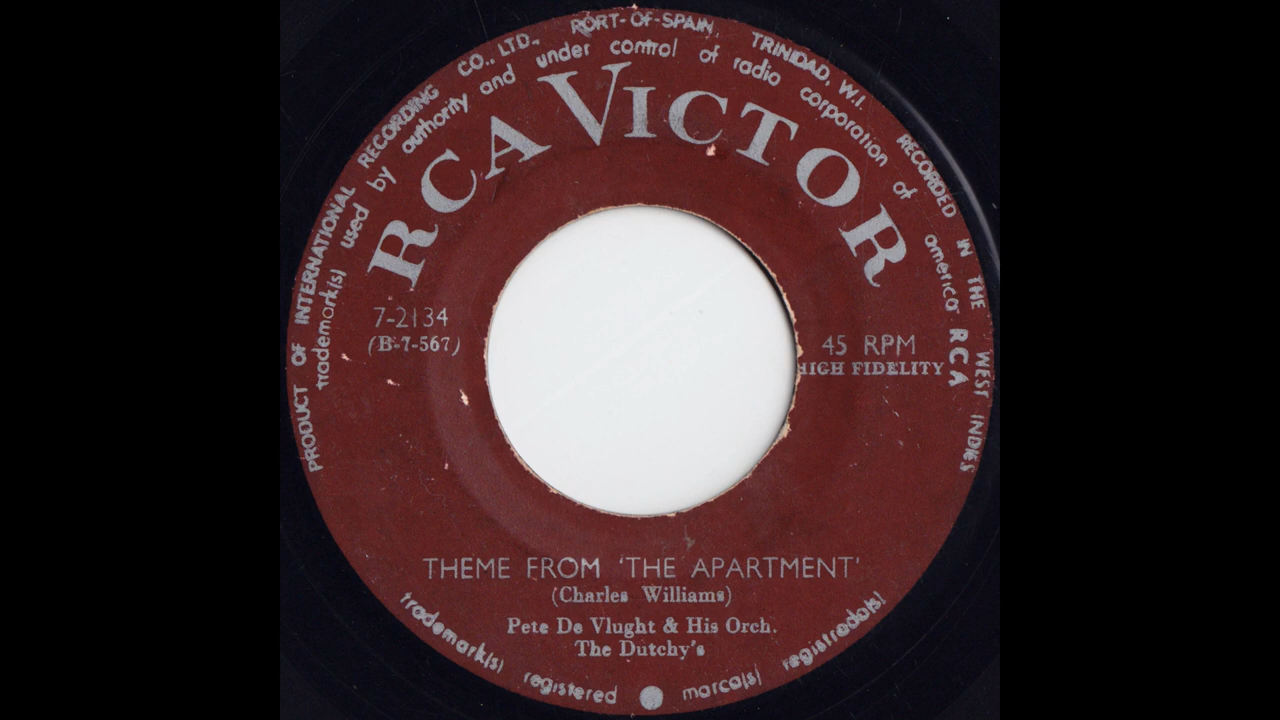 PRODUCT OF INTERNATIONAL RECORDING CO., LTD., PORT-OF-SPAIN, TRINIDAD, W.I. RECORDED IN THE WEST INDIES
trademark(s) used by authority and under control of radio corporation of america RCA
RCA VICTOR
7-2134
(B-7-567)
45 RPM
HIGH FIDELITY
THEME FROM 'THE APARTMENT'
(Charles Williams)
Pete De Vlught & His Orch.
The Dutchy's
trademark(s) registered ● marca(s) registrada(s)